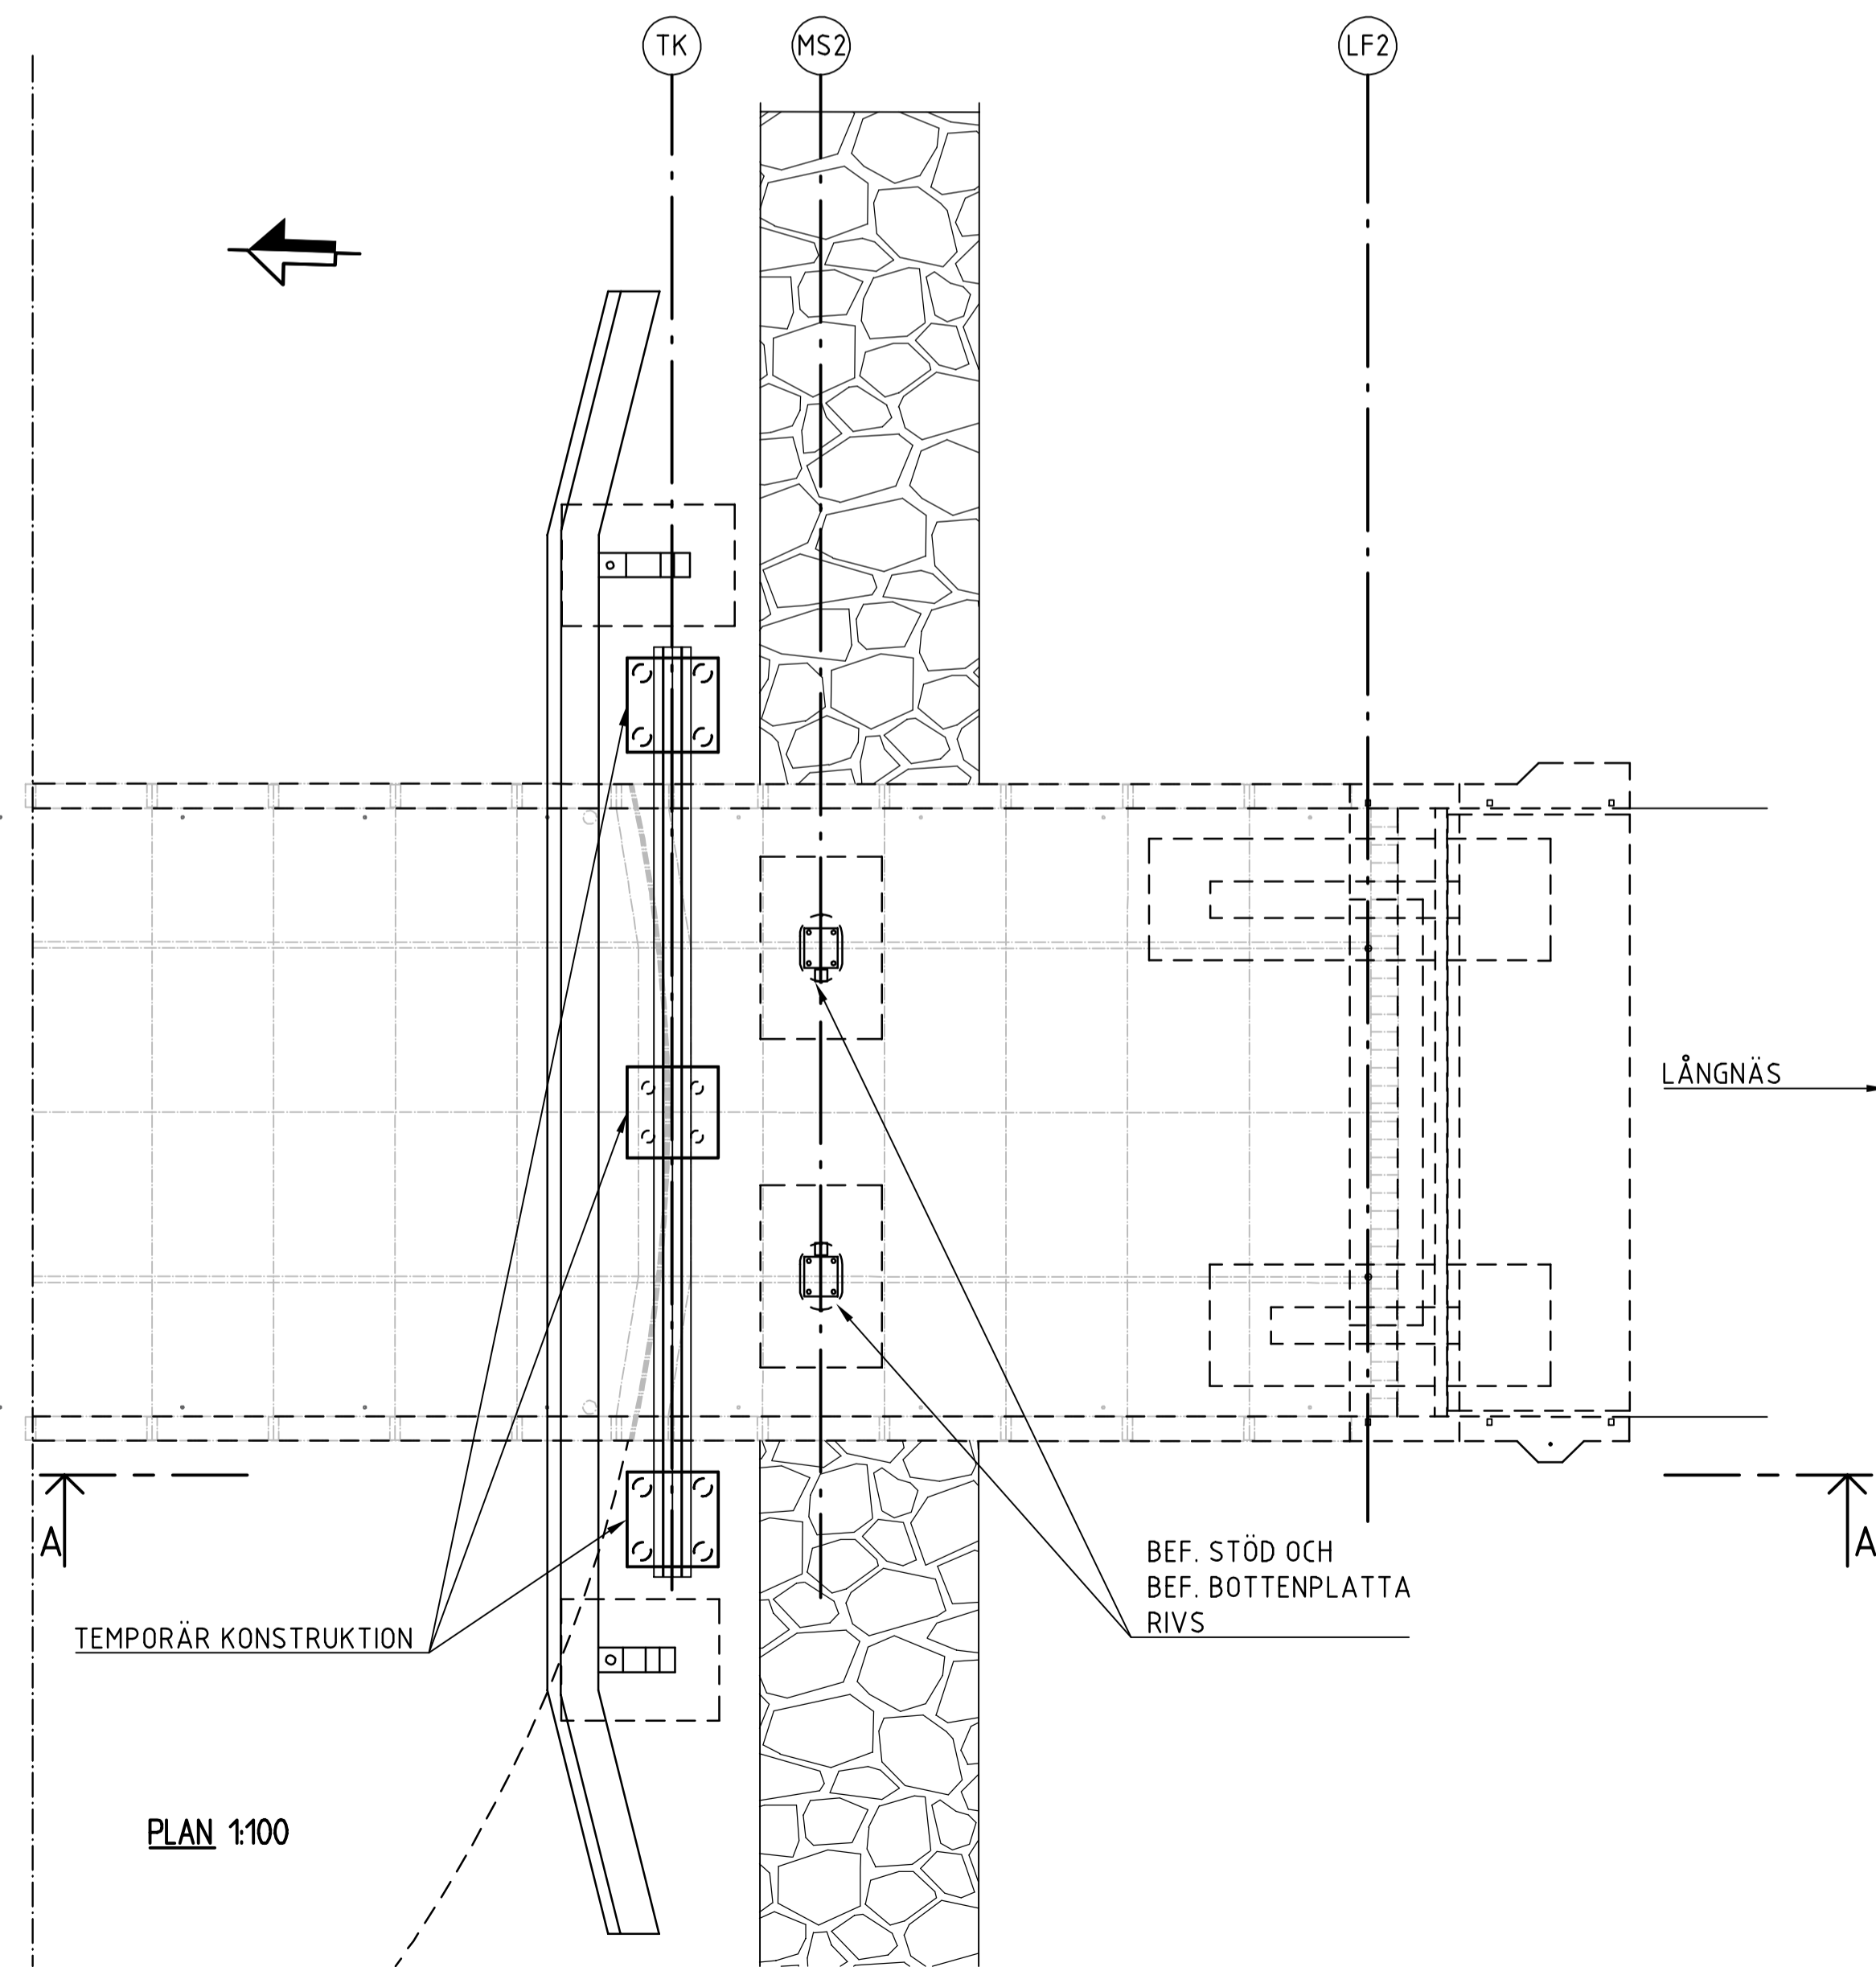 TK
MS2
LF2
LÅNGNÄS
A
A
BEF. STÖD OCH
BEF. BOTTENPLATTA
RIVS
TEMPORÄR KONSTRUKTION
PLAN 1:100